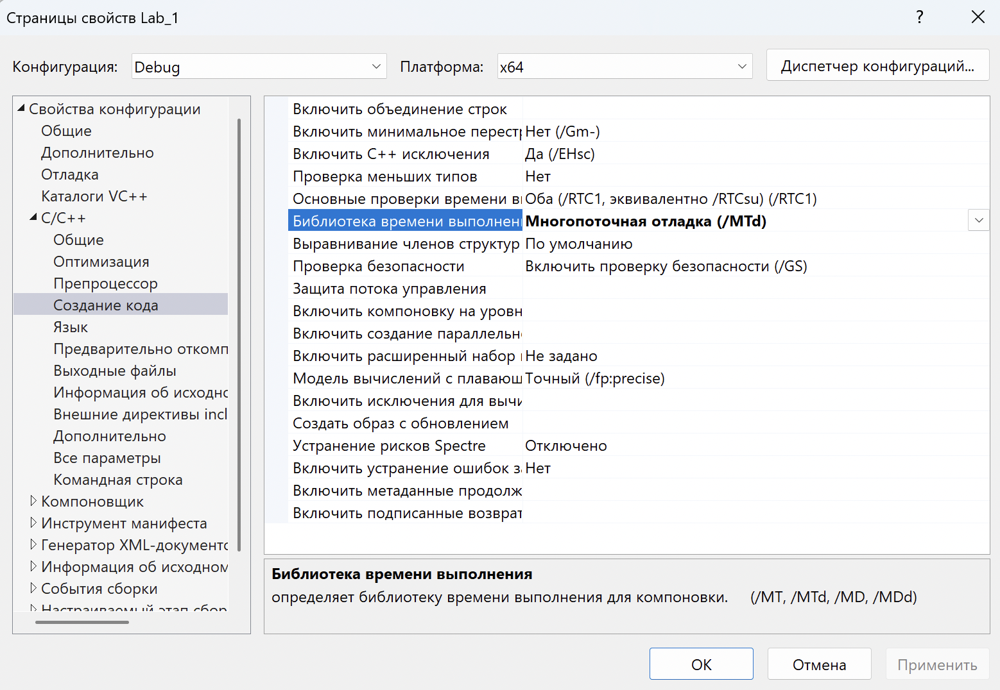 Страницы свойств Lab_1
?
Конфигурация: Debug Платформа: x64 Диспетчер конфигураций...
Свойства конфигурации
Общие
Дополнительно
Отладка
Каталоги VC++
C/C++
Общие
Оптимизация
Препроцессор
Создание кода
Язык
Предварительно откомп
Выходные файлы
Информация об исходнс
Внешние директивы incl
Дополнительно
Все параметры
Командная строка
Компоновщик
Инструмент манифеста
Генератор XML-документс
Информация об исходном
События сборки
Настраиваемый этап сбор
Включить объединение строк
Включить минимальное перестр Нет (/Gm-)
Включить C++ исключения Да (/EHsc)
Проверка меньших типов Нет
Основные проверки времени вы Оба (/RTC1, эквивалентно /RTCsu) (/RTC1)
Библиотека времени выполнени Многопоточная отладка (/MTd)
Выравнивание членов структур По умолчанию
Проверка безопасности Включить проверку безопасности (/GS)
Защита потока управления
Включить компоновку на уровн
Включить создание параллельн
Включить расширенный набор Не задано
Модель вычислений с плавающ Точный (/fp:precise)
Включить исключения для вычи
Создать образ с обновлением
Устранение рисков Spectre Отключено
Включить устранение ошибок за Нет
Включить метаданные продолж
Включить подписанные возврат
Библиотека времени выполнения
определяет библиотеку времени выполнения для компоновки. (/MT, /MTd, /MD, /MDd)
ОК Отмена Применить